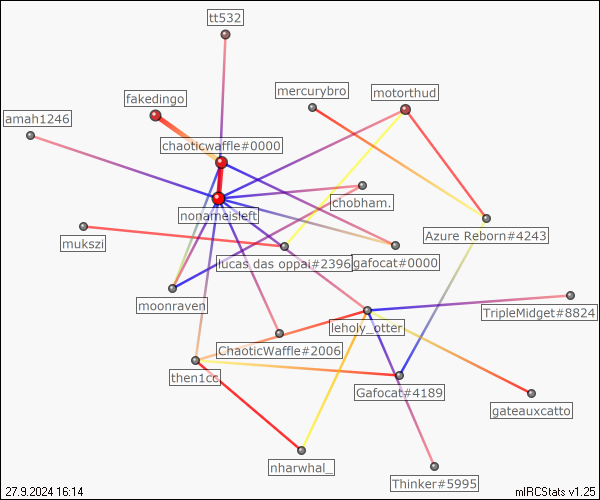 tt532
mercurybro
motorthud
fakedingo
amah1246
chaoticwaffle#0000
chobham.
nonameisleft
Azure Reborn#4243
mukszi
lucas das oppai#2396
gafocat#0000
moonraven
TripleMidget#8824
leholy_otter
ChaoticWaffle#2006
then1cc
Gafocat#4189
gateauxcatto
nharwhal_
Thinker#5995
27.9.2024 16:14
mIRCStats v1.25